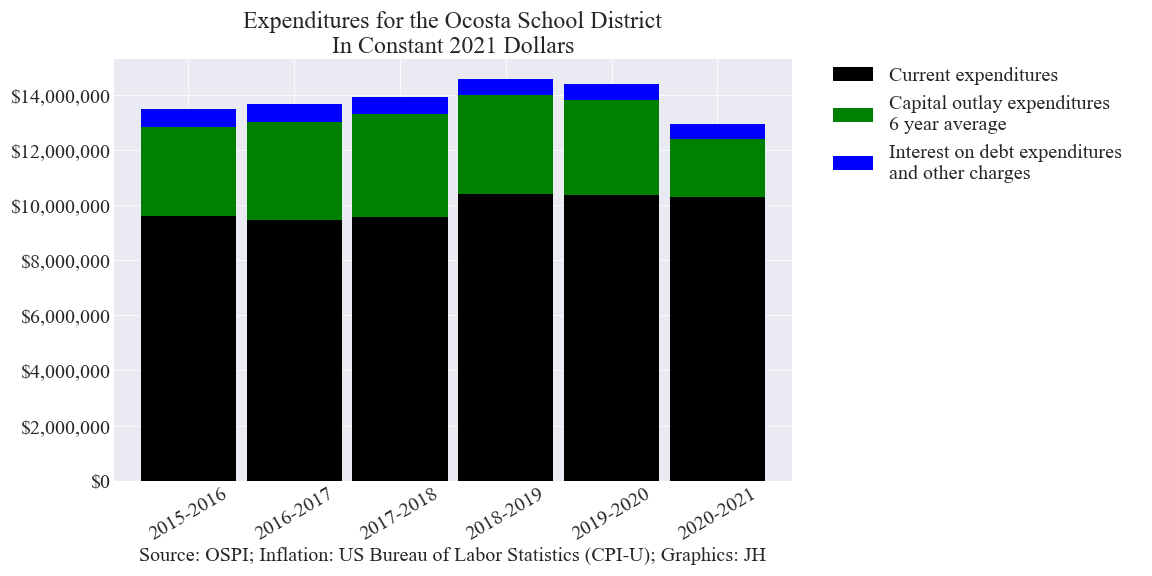 Expenditures for the Ocosta School District
In Constant 2021 Dollars
$14,000,000
$12,000,000
$10,000,000
$8,000,000
$6,000,000
$4,000,000
$2,000,000
$0
2015-2016
2016-2017
2017-2018
2018-2019
2019-2020
2020-2021
Source: OSPI; Inflation: US Bureau of Labor Statistics (CPI-U); Graphics: JH
Current expenditures
Capital outlay expenditures
6 year average
Interest on debt expenditures
and other charges